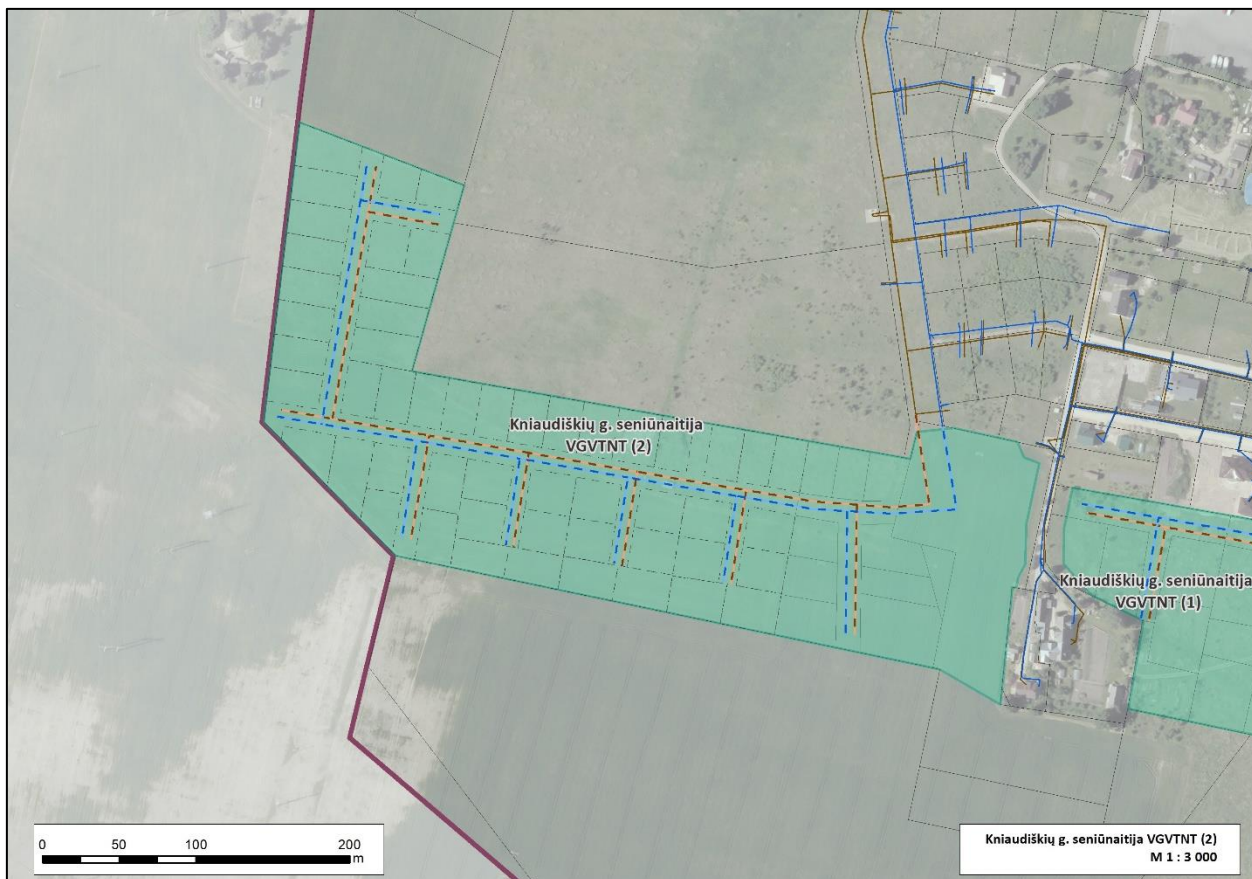 Kniaudiškių g. seniūnaitija
VGVTNT (2)
Kniaudiškių g. seniūnaitija
VGVTNT (1)
0 50 100 200
m
Kniaudiškių g. seniūnaitija VGVTNT (2)
M 1 : 3 000